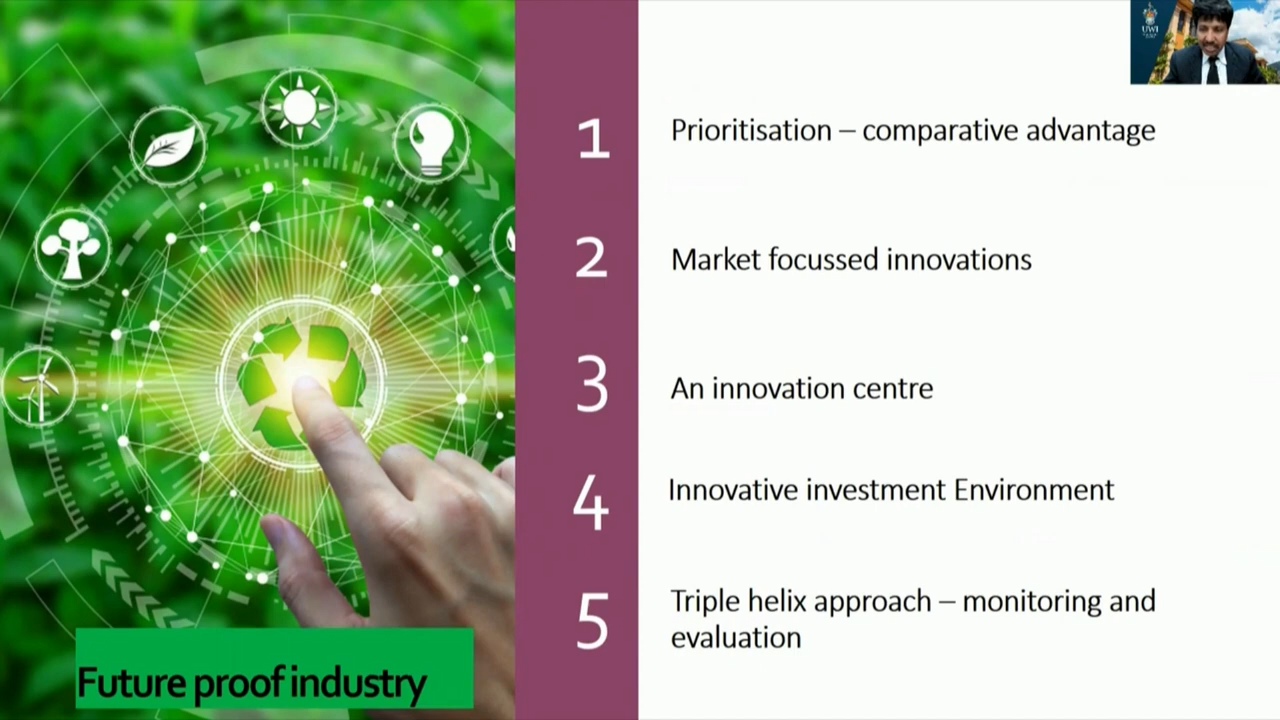 UWI
1
Prioritisation – comparative advantage
2
Market focussed innovations
3
An innovation centre
4
Innovative investment Environment
5
Triple helix approach – monitoring and
evaluation
Future proof industry